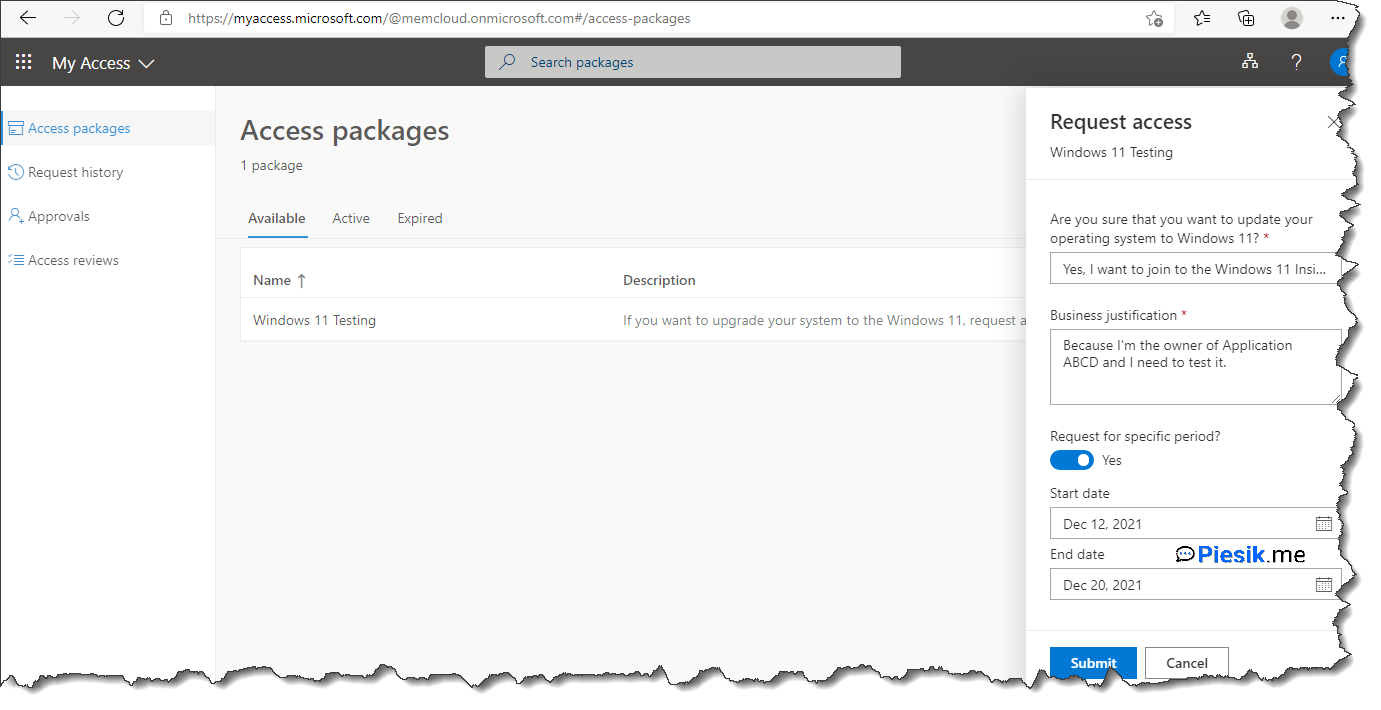 https://myaccess.microsoft.com/@memcloud.onmicrosoft.com#/access-packages
My Access
Search packages
?
Access packages
Request history
Approvals
Access reviews
Access packages
1 package
Available Active Expired
Name ↑ Description
Windows 11 Testing If you want to upgrade your system to the Windows 11, request a
Request access
Windows 11 Testing
Are you sure that you want to update your
operating system to Windows 11? *
Yes, I want to join to the Windows 11 Insi...
Business justification *
Because I'm the owner of Application
ABCD and I need to test it.
Request for specific period?
Yes
Start date
Dec 12, 2021
End date
Piesik.me
Dec 20, 2021
Submit Cancel